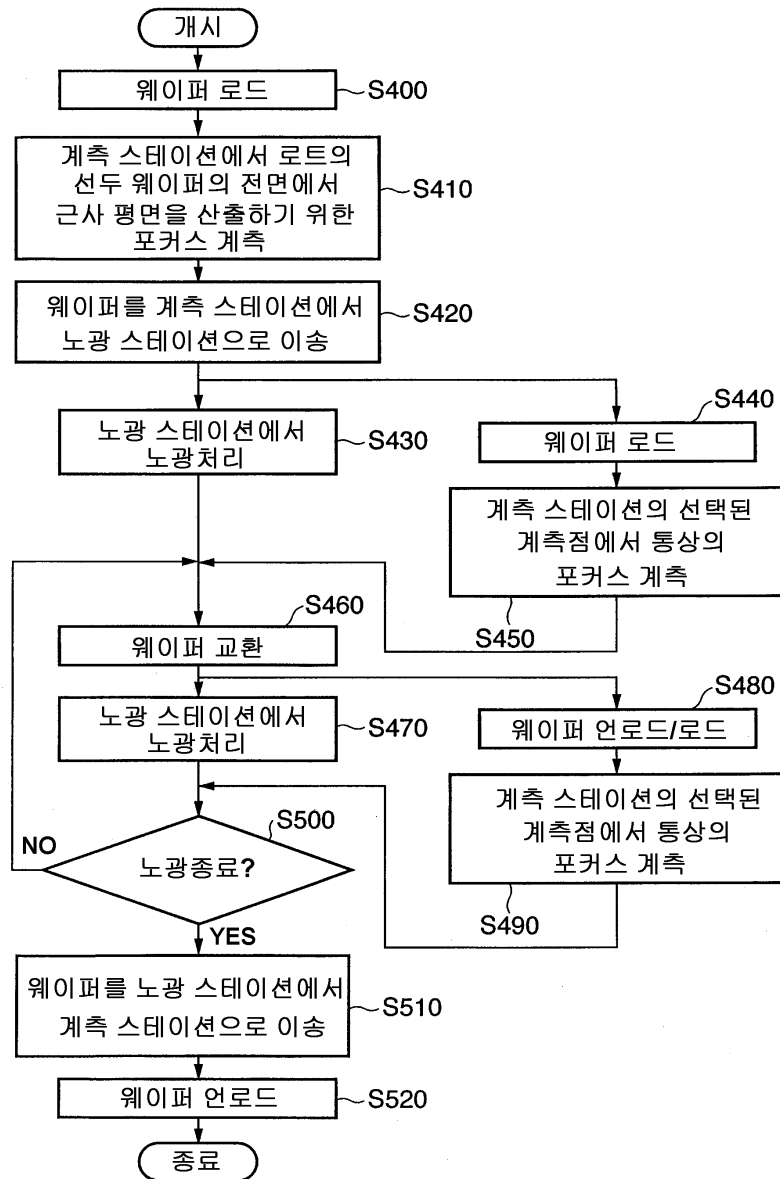 개시
웨이퍼 로드
S400
계측 스테이션에서 로트의
선두 웨이퍼의 전면에서
근사 평면을 산출하기 위한
포커스 계측
S410
웨이퍼를 계측 스테이션에서
노광 스테이션으로 이송
S420
노광 스테이션에서
노광처리
S430
S440
웨이퍼 로드
계측 스테이션의 선택된
계측점에서 통상의
포커스 계측
S450
S460
웨이퍼 교환
노광 스테이션에서
노광처리
S470
S480
웨이퍼 언로드/로드
계측 스테이션의 선택된
계측점에서 통상의
포커스 계측
S490
S500
NO
노광종료?
YES
웨이퍼를 노광 스테이션에서
계측 스테이션으로 이송
S510
웨이퍼 언로드
S520
종료